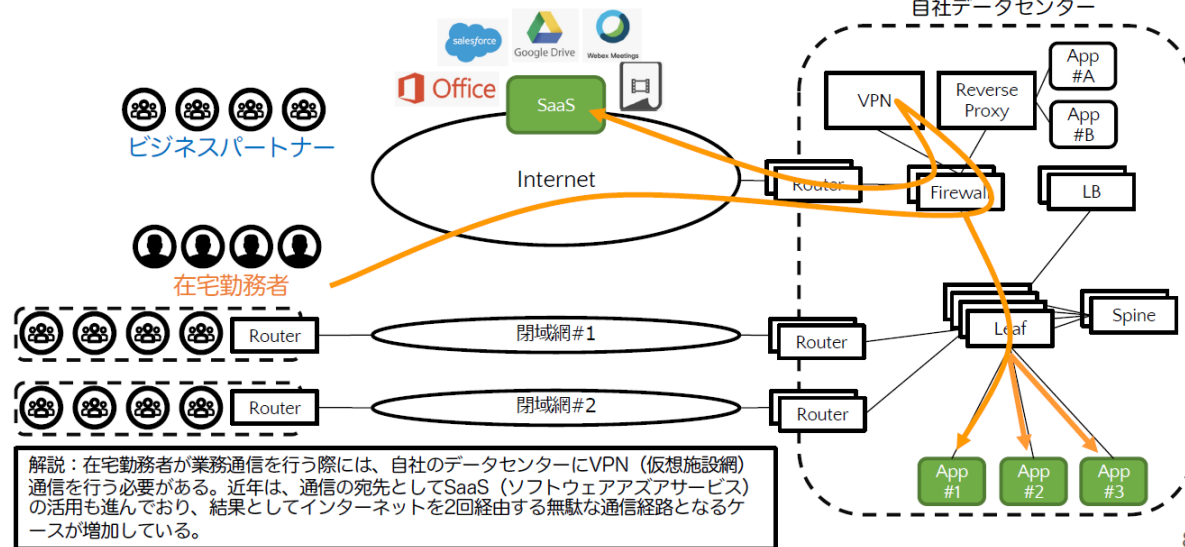 自社データセンター
salesforce
Google Drive
Webex Meetings
Office
SaaS
ビジネスパートナー
Internet
VPN
Reverse
Proxy
App
#A
App
#B
Router
Firewall
LB
在宅勤務者
Router
閉域網#1
Router
Leaf
Spine
Router
閉域網#2
Router
App
#1
App
#2
App
#3
解説：在宅勤務者が業務通信を行う際には、自社のデータセンターにVPN（仮想施設網）
通信を行う必要がある。近年は、通信の宛先としてSaaS（ソフトウェアアズアサービス）
の活用も進んでおり、結果としてインターネットを2回経由する無駄な通信経路となるケ
ースが増加している。